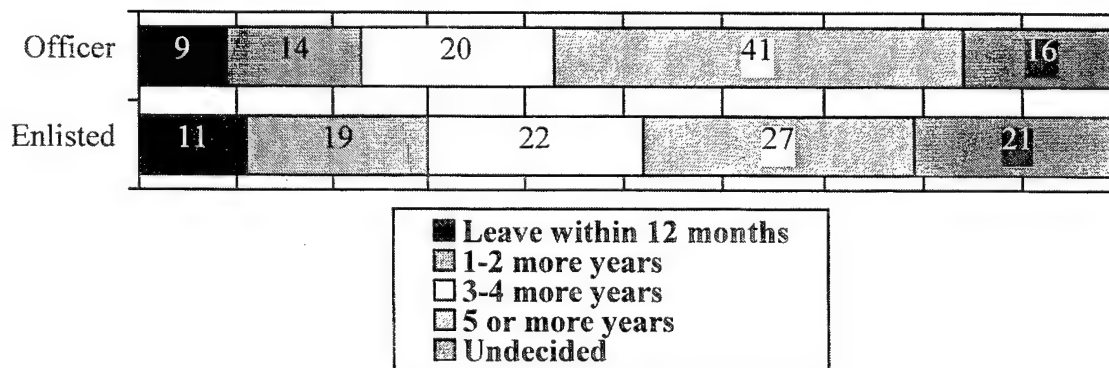 Officer 9 14 20 41 16
Enlisted 11 19 22 27 21
Leave within 12 months
1-2 more years
3-4 more years
5 or more years
Undecided